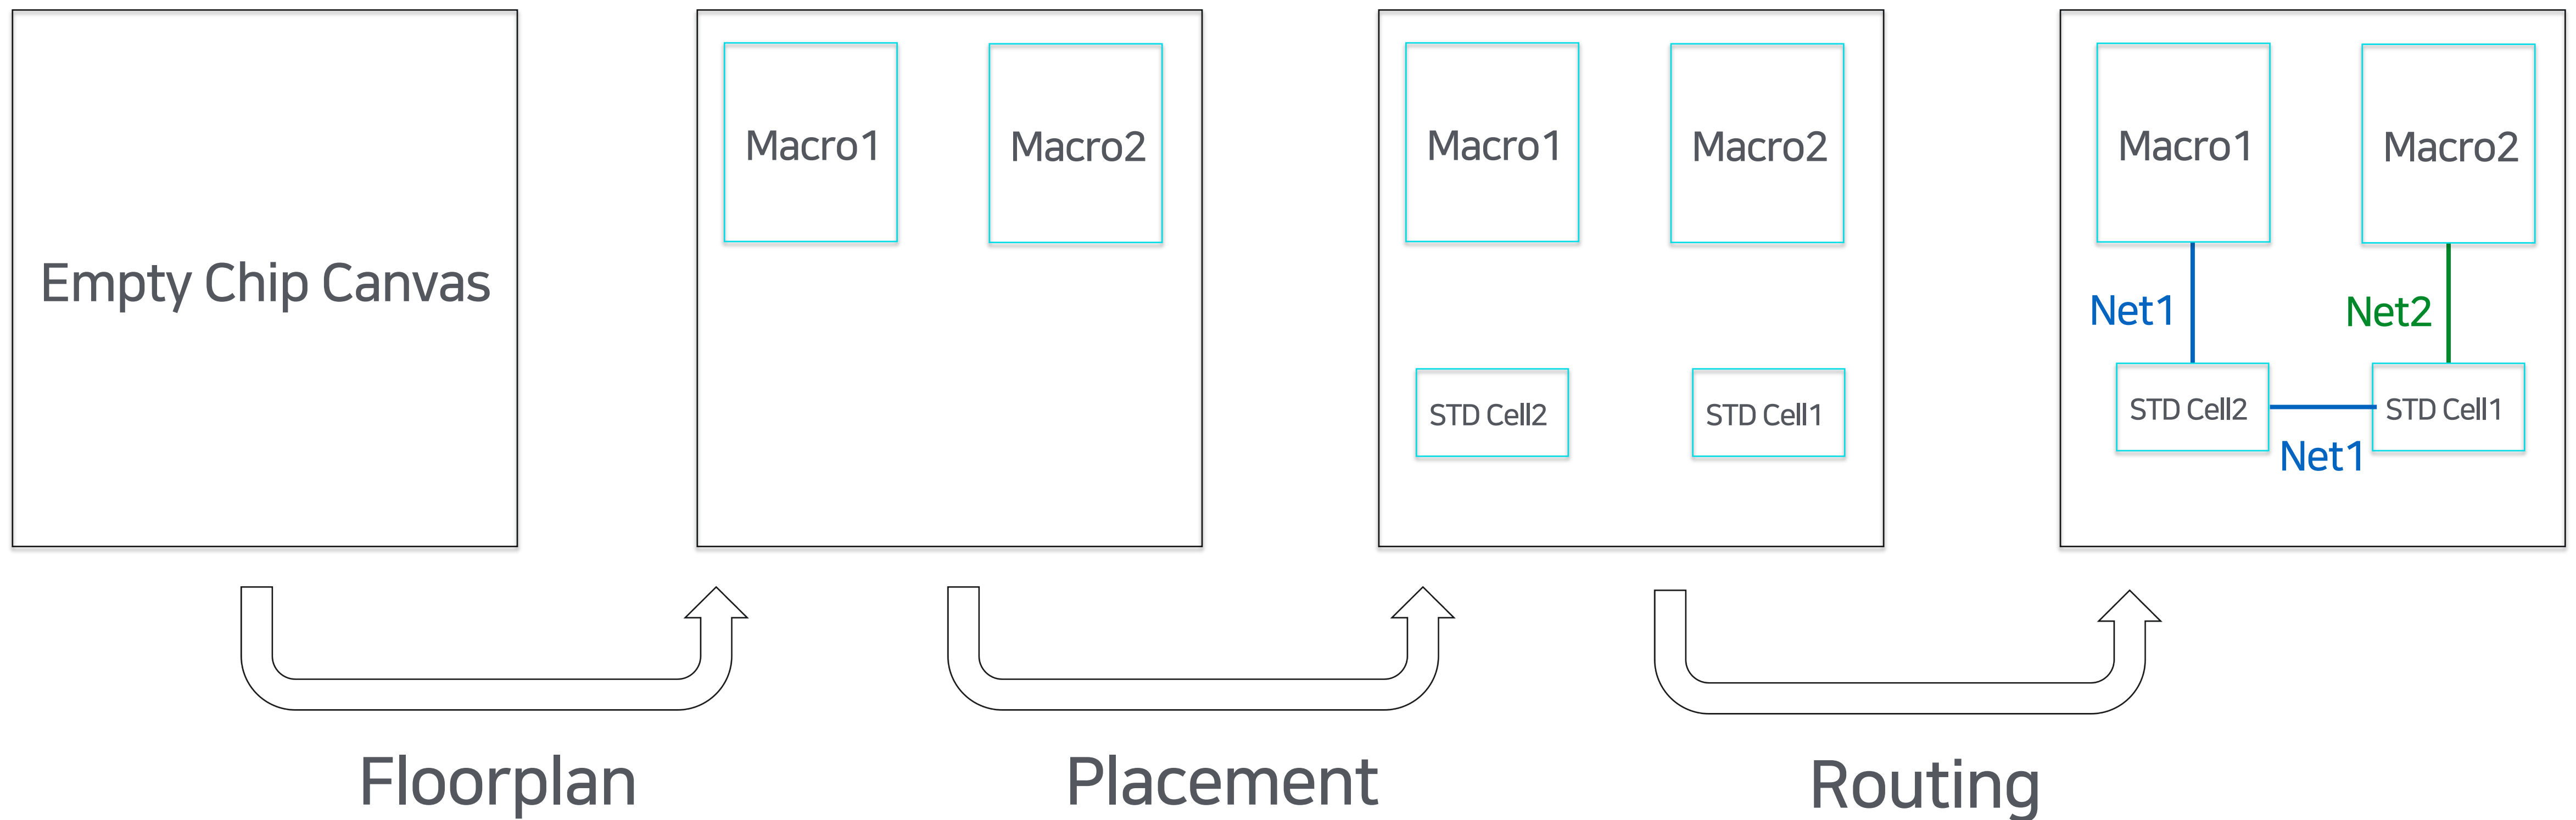 Empty Chip Canvas
Macro1
Macro2
Macro1
Macro2
STD Cell2
STD Cell1
Macro1
Macro2
Net1
Net2
STD Cell2
STD Cell1
Net1
Floorplan
Placement
Routing